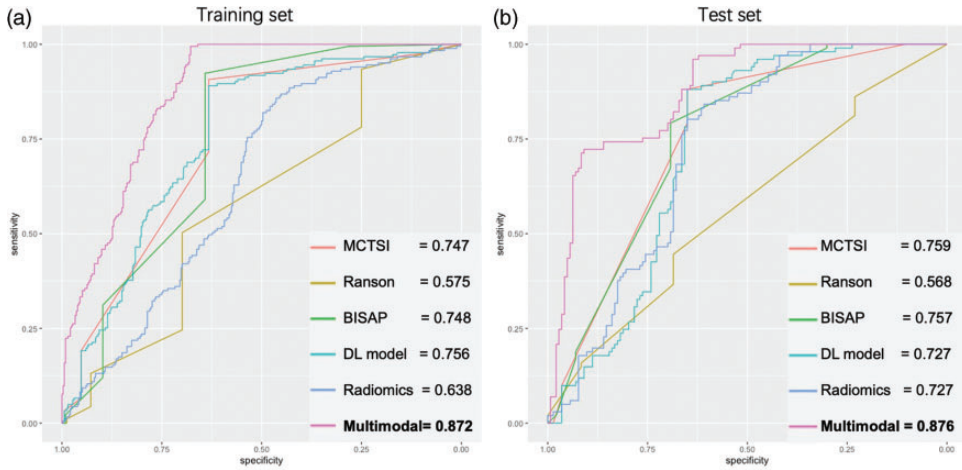 (a)
Training set
1.00
0.75
0.50
0.25
0.00
sensitivity
1.00
0.75
0.50
0.25
0.00
specificity
MCTSI = 0.747
Ranson = 0.575
BISAP = 0.748
DL model = 0.756
Radiomics = 0.638
Multimodal= 0.872
(b)
Test set
1.00
0.75
0.50
0.25
0.00
sensitivity
1.00
0.75
0.50
0.25
0.00
specificity
MCTSI = 0.759
Ranson = 0.568
BISAP = 0.757
DL model = 0.727
Radiomics = 0.727
Multimodal= 0.876